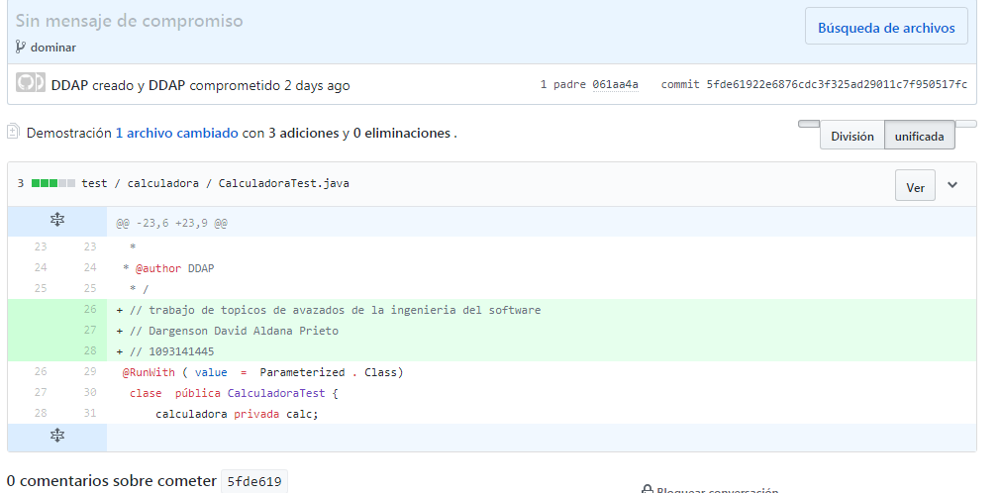 Sin mensaje de compromiso
Búsqueda de archivos
dominar
DDAP creado y DDAP comprometido 2 days ago
1 padre 061aa4a commit 5fde61922e6876cdc3f325ad29011c7f950517fc
Demostración 1 archivo cambiado con 3 adiciones y 0 eliminaciones .
División unificada
3 test / calculadora / CalculadoraTest.java
Ver
@@ -23,6 +23,9 @@
23 23 *
24 24 * @author DDAP
25 25 * /
26 + // trabajo de topicos de avazados de la ingenieria del software
27 + // Dargenson David Aldana Prieto
28 + // 1093141445
26 29 @RunWith ( value = Parameterized . Class)
27 30 clase pública CalculadoraTest {
28 31 calculadora privada calc;
0 comentarios sobre cometer 5fde619
Bloquear conversación